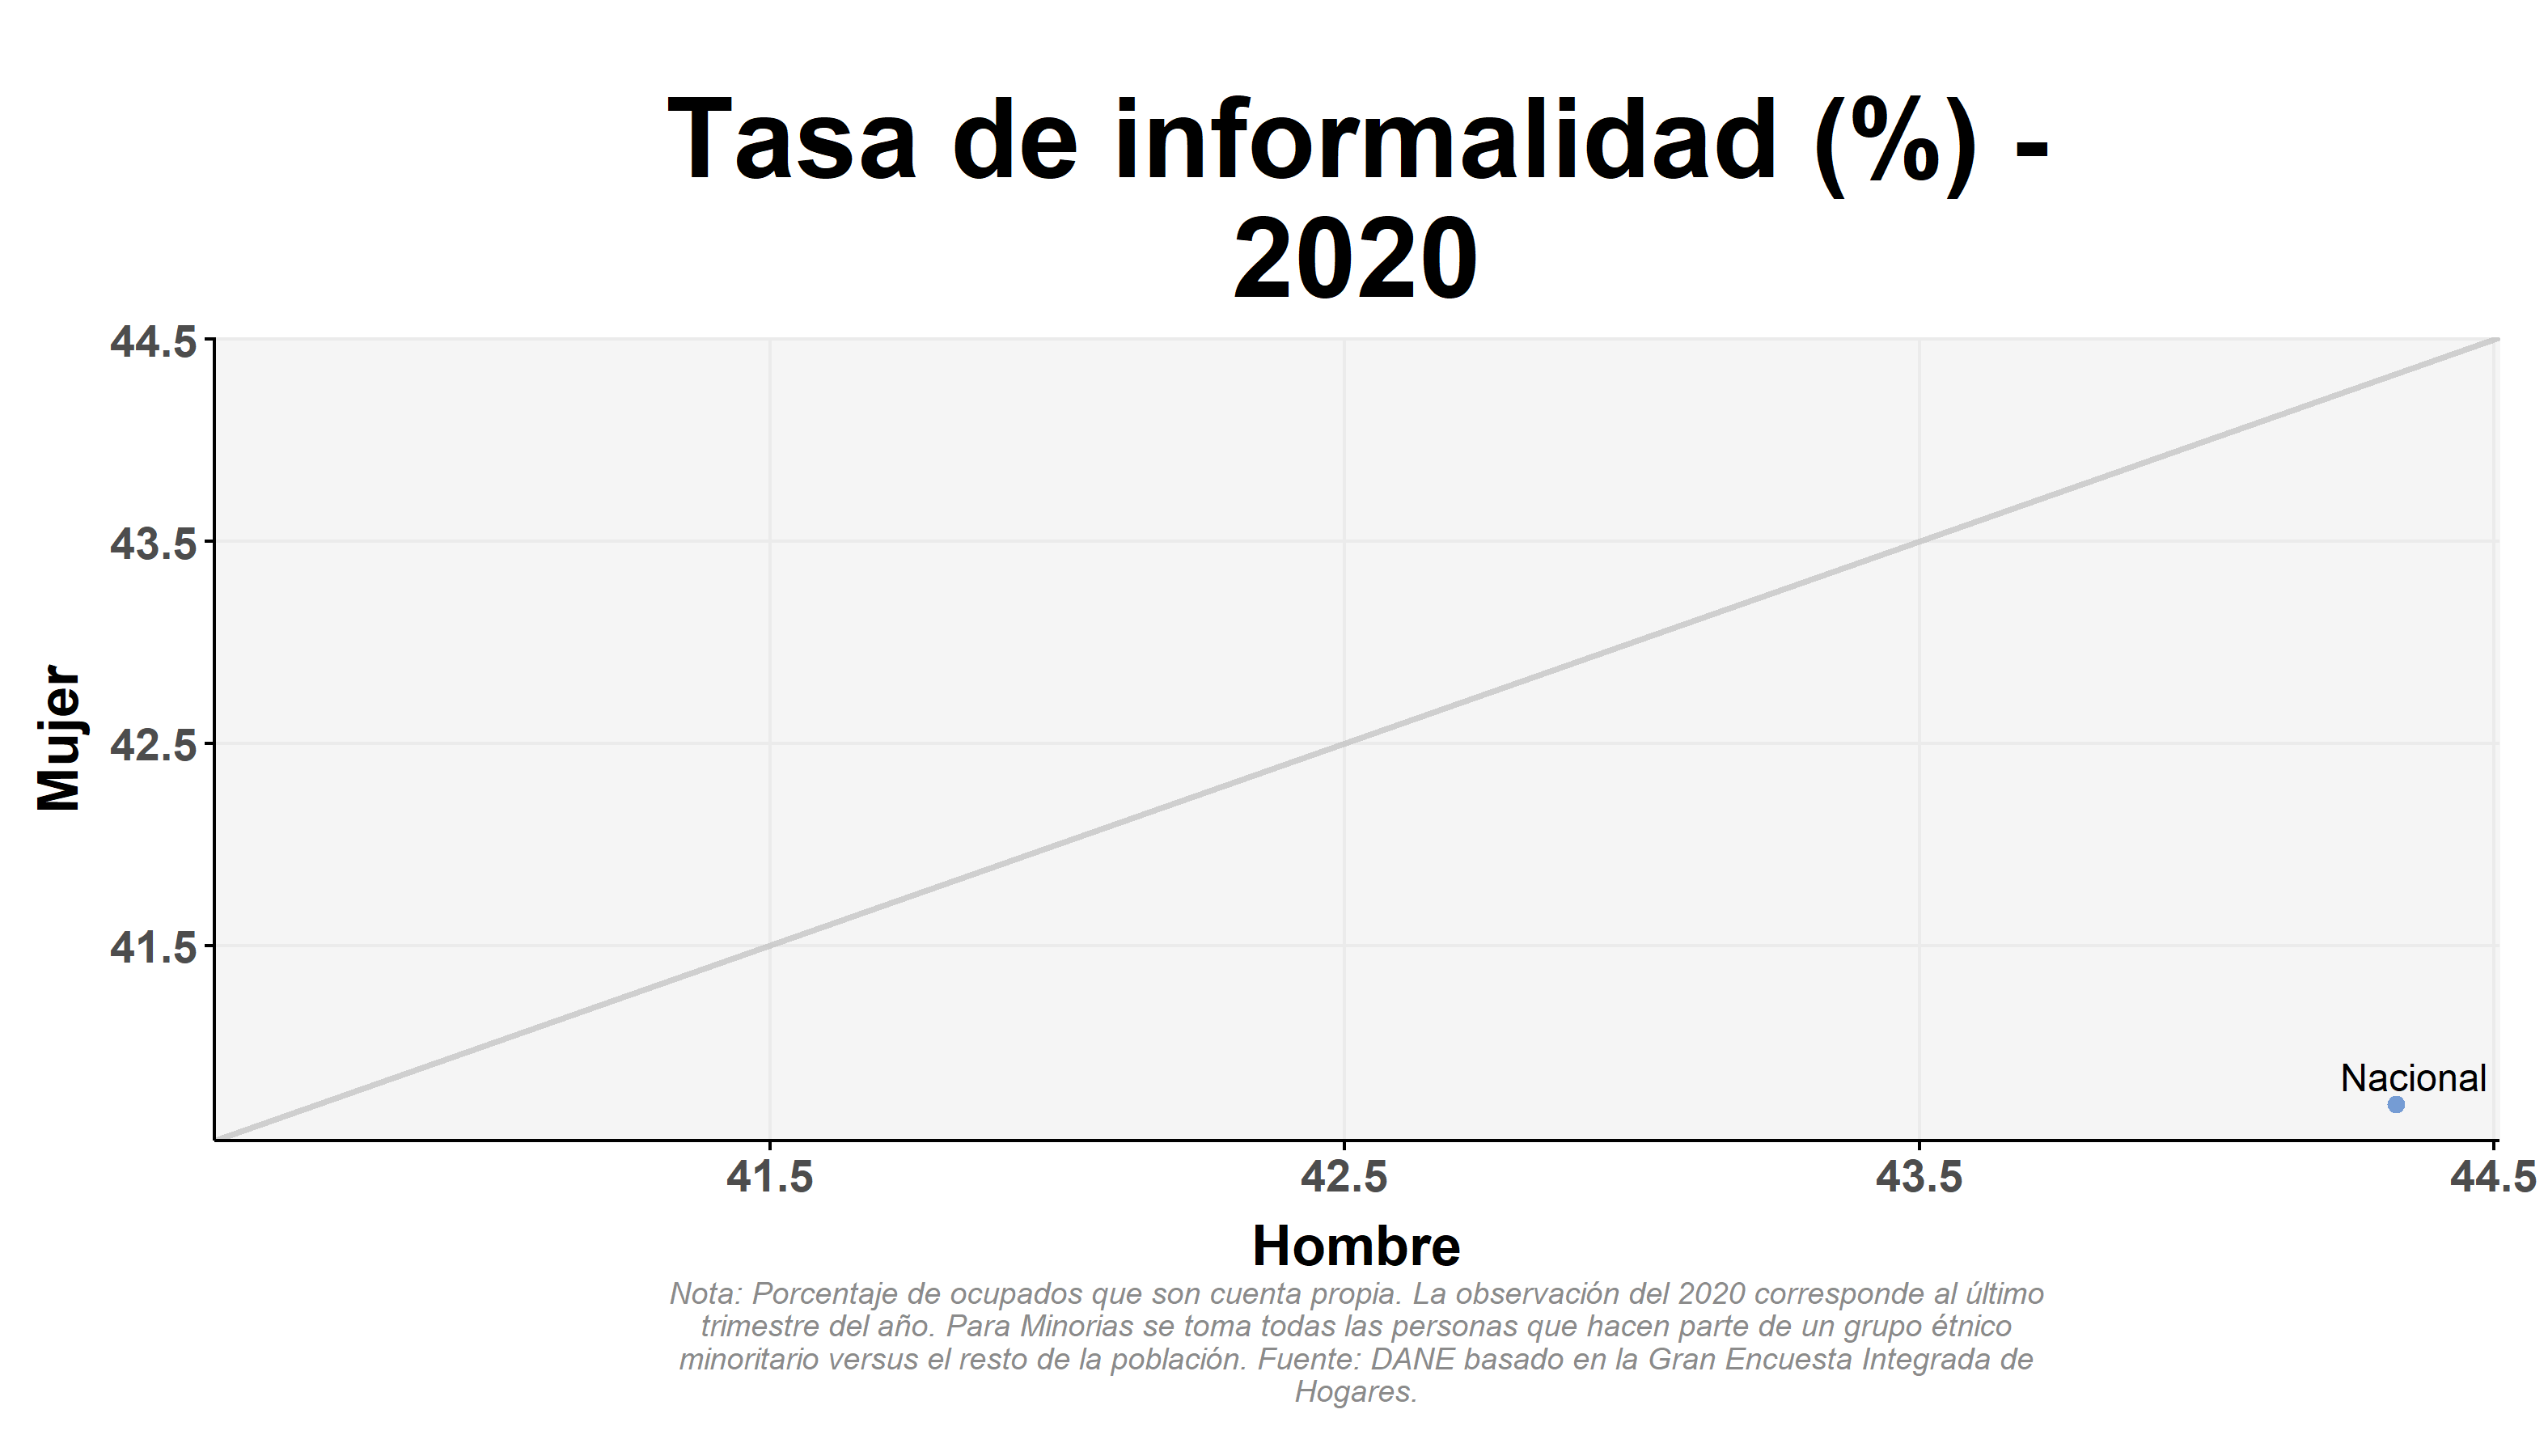 Tasa de informalidad (%) -
2020
44.5
43.5
42.5
41.5
Mujer
Nacional
41.5
42.5
43.5
44.5
Hombre
Nota: Porcentaje de ocupados que son cuenta propia. La observación del 2020 corresponde al último
trimestre del año. Para Minorias se toma todas las personas que hacen parte de un grupo étnico
minoritario versus el resto de la población. Fuente: DANE basado en la Gran Encuesta Integrada de
Hogares.